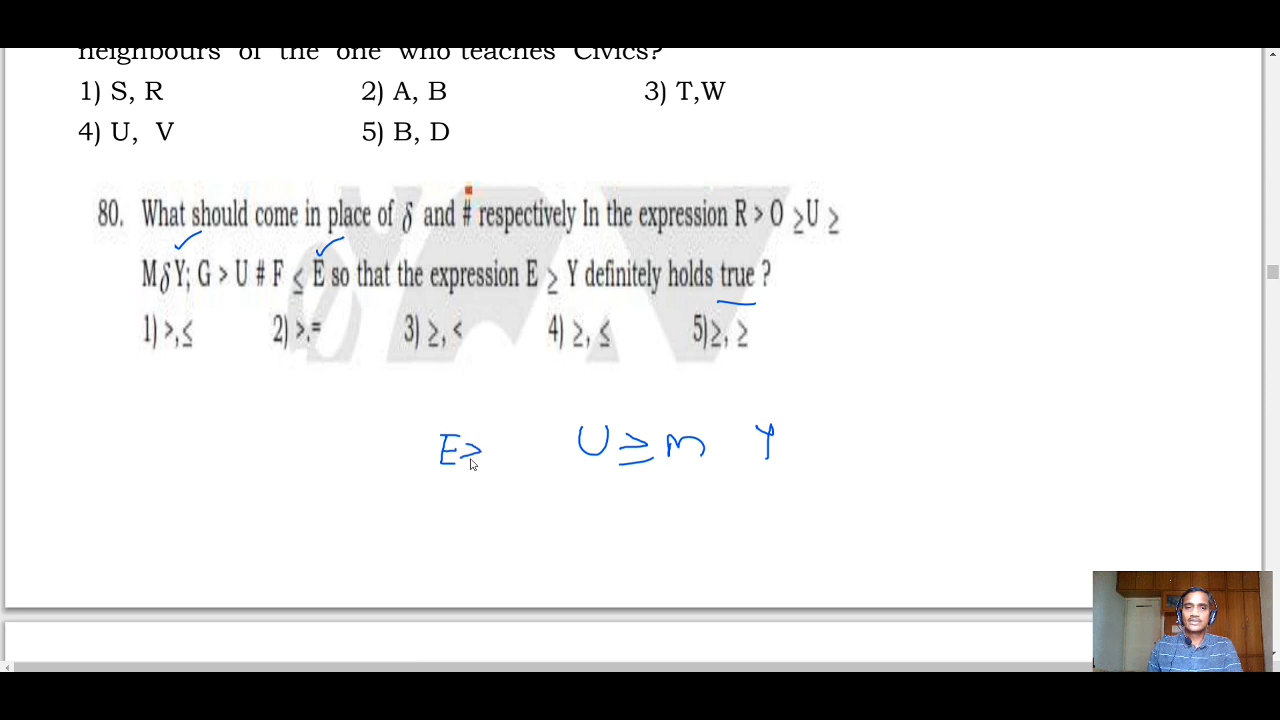 neighbours of the one who teaches Civics?
1) S, R 2) A, B 3) T,W
4) U, V 5) B, D
80. What should come in place of δ and # respectively In the expression R > O ≥U ≥
M δ Y; G > U # F ≤ E so that the expression E ≥ Y definitely holds true ?
1) >,≤ 2) >,= 3) ≥, < 4) ≥, ≤ 5)≥, ≥
E≥ U ≥ M Y